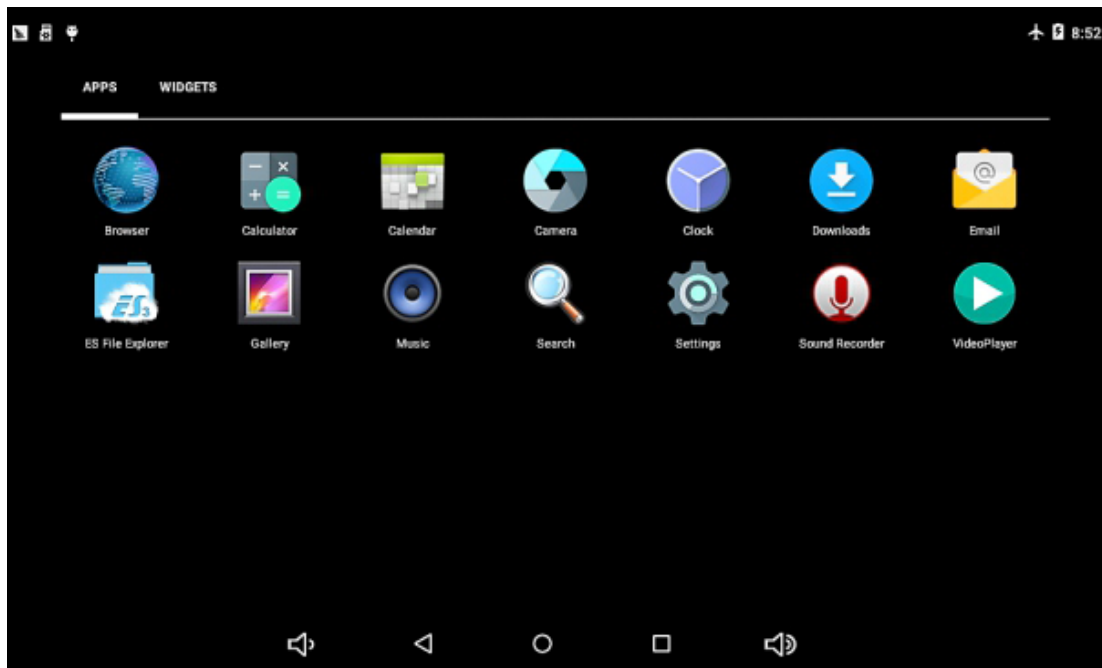 8:52
APPS WIDGETS
Browser Calculator Calendar Camera Clock Downloads Email
ES3
ES File Explorer Gallery Music Search Settings Sound Recorder VideoPlayer